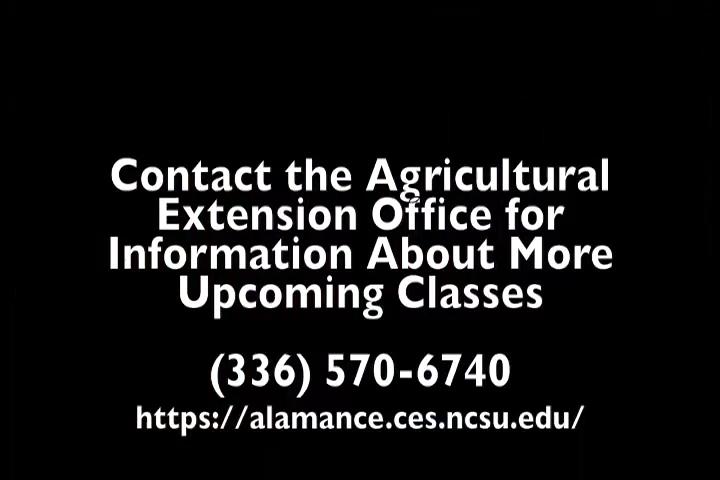 Contact the Agricultural
Extension Office for
Information About More
Upcoming Classes
(336) 570-6740
https://alamance.ces.ncsu.edu/